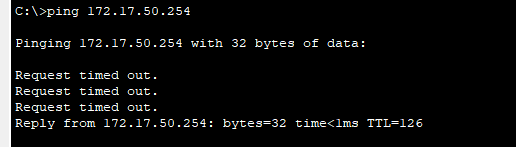 C:\>ping 172.17.50.254
Pinging 172.17.50.254 with 32 bytes of data:
Request timed out.
Request timed out.
Request timed out.
Reply from 172.17.50.254: bytes=32 time<1ms TTL=126